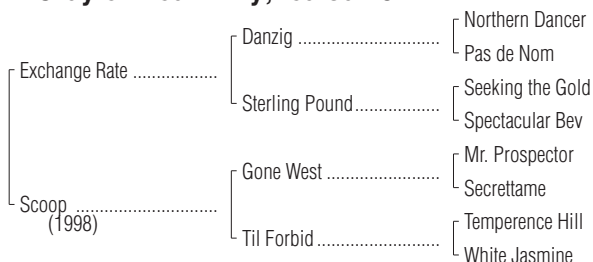 Northern Dancer
Danzig ..........................
Pas de Nom
Exchange Rate .................
Seeking the Gold
Sterling Pound................
Spectacular Bev
Mr. Prospector
Gone West .....................
Secrettame
Scoop ..........................
(1998)
Temperence Hill
Til Forbid.......................
White Jasmine